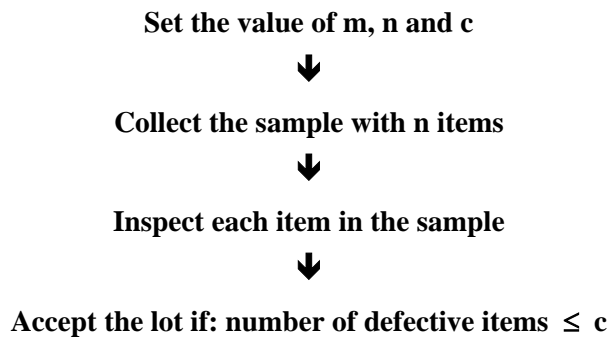 Set the value of m, n and c
Collect the sample with n items
Inspect each item in the sample
Accept the lot if: number of defective items ≤ c